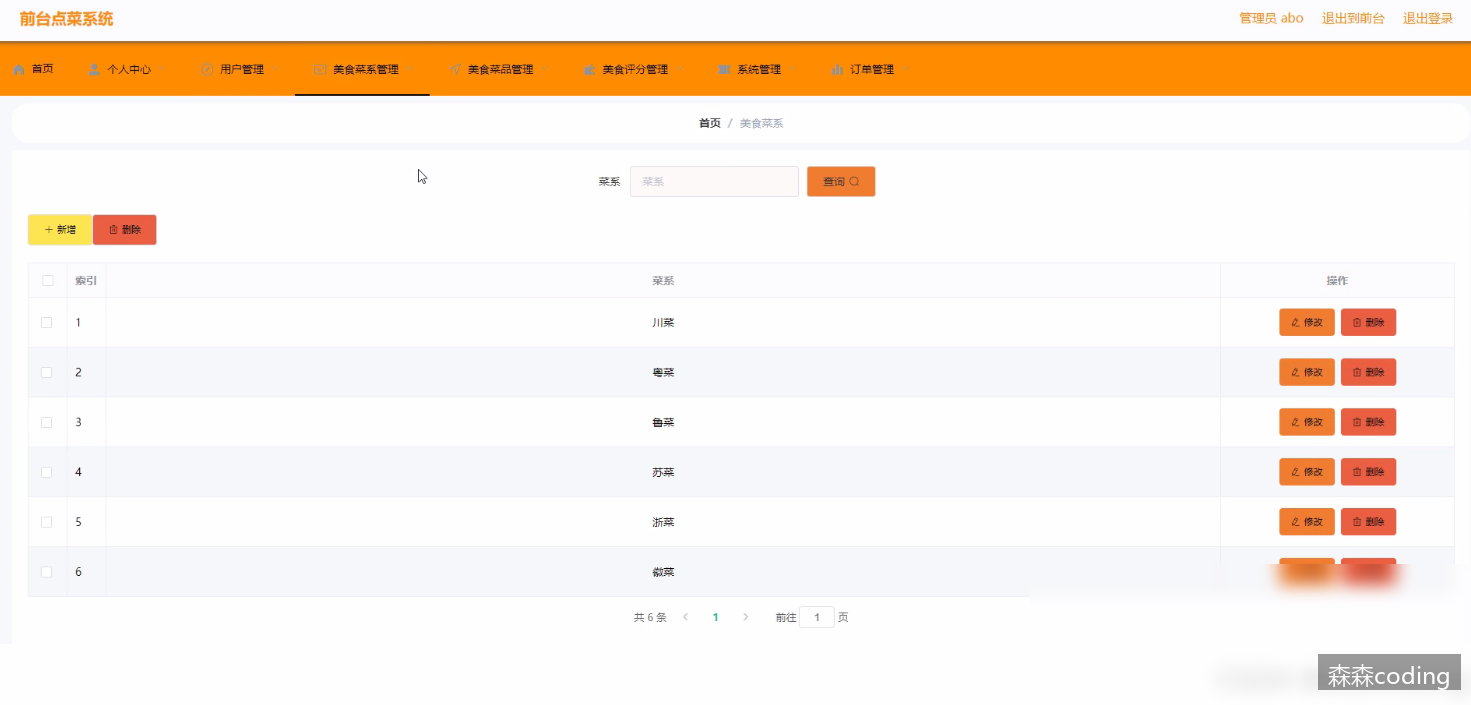 前台点菜系统 管理员 abo 退出到前台 退出登录
首页 个人中心 用户管理 美食菜系管理 美食菜品管理 美食评分管理 系统管理 订单管理
首页 / 美食菜系
菜系 菜系 查询
新增 删除
索引 菜系 操作
1 川菜 修改 删除
2 粤菜 修改 删除
3 鲁菜 修改 删除
4 苏菜 修改 删除
5 浙菜 修改 删除
6 徽菜
共 6 条 1 前往 1 页
森森coding